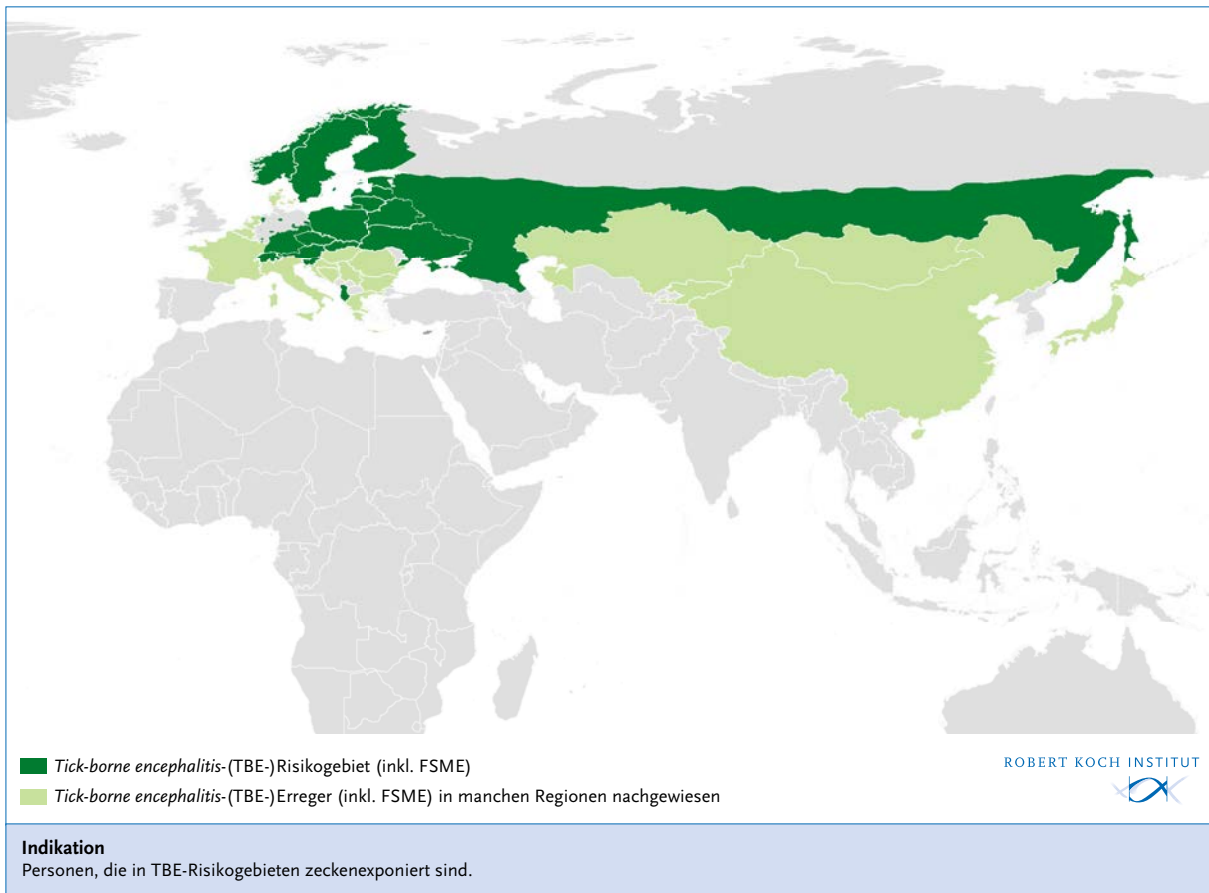 Tick-borne encephalitis-(TBE-)Risikogebiet (inkl. FSME)
Tick-borne encephalitis-(TBE-)Erreger (inkl. FSME) in manchen Regionen nachgewiesen
ROBERT KOCH INSTITUT
Indikation
Personen, die in TBE-Risikogebieten zeckenexponiert sind.